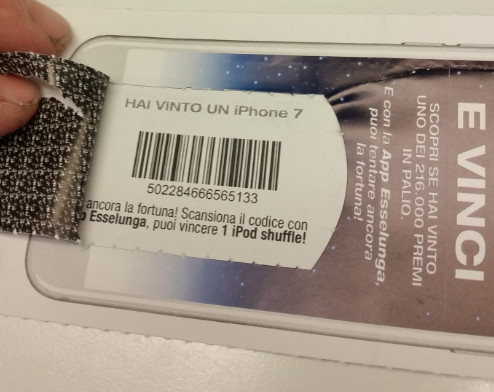 HAI VINTO UN iPhone 7
502284666565133
ancora la fortuna! Scansiona il codice con
Esselunga, puoi vincere 1 iPod shuffle!
E VINCI
SCOPRI SE HAI VINTO
UNO DEI 216.000 PREMI
IN PALIO.
E con la App Esselunga,
puoi tentare ancora
la fortuna!